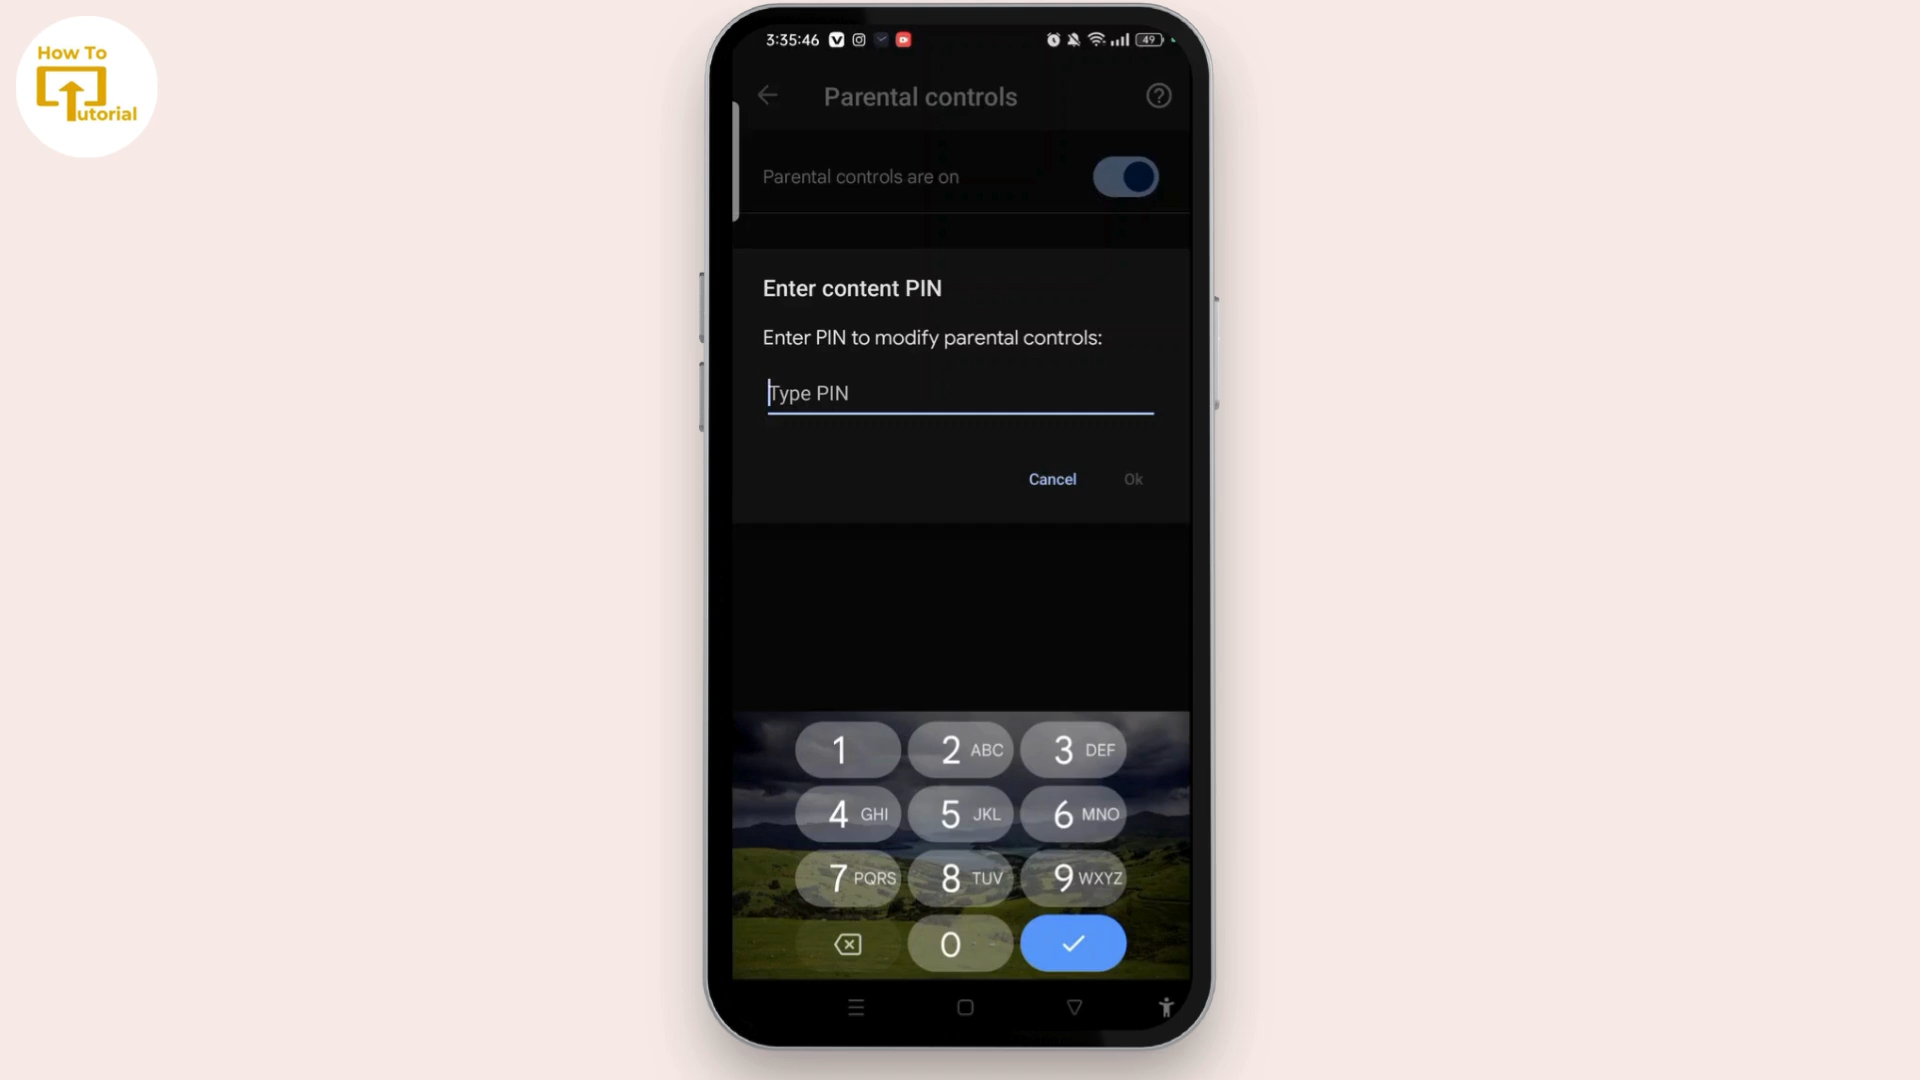 How To
Tutorial
3:35:46
49
Parental controls
Parental controls are on
Enter content PIN
Enter PIN to modify parental controls:
Type PIN
Cancel Ok
1 2 ABC 3 DEF
4 GHI 5 JKL 6 MNO
7 PQRS 8 TUV 9 WXYZ
0